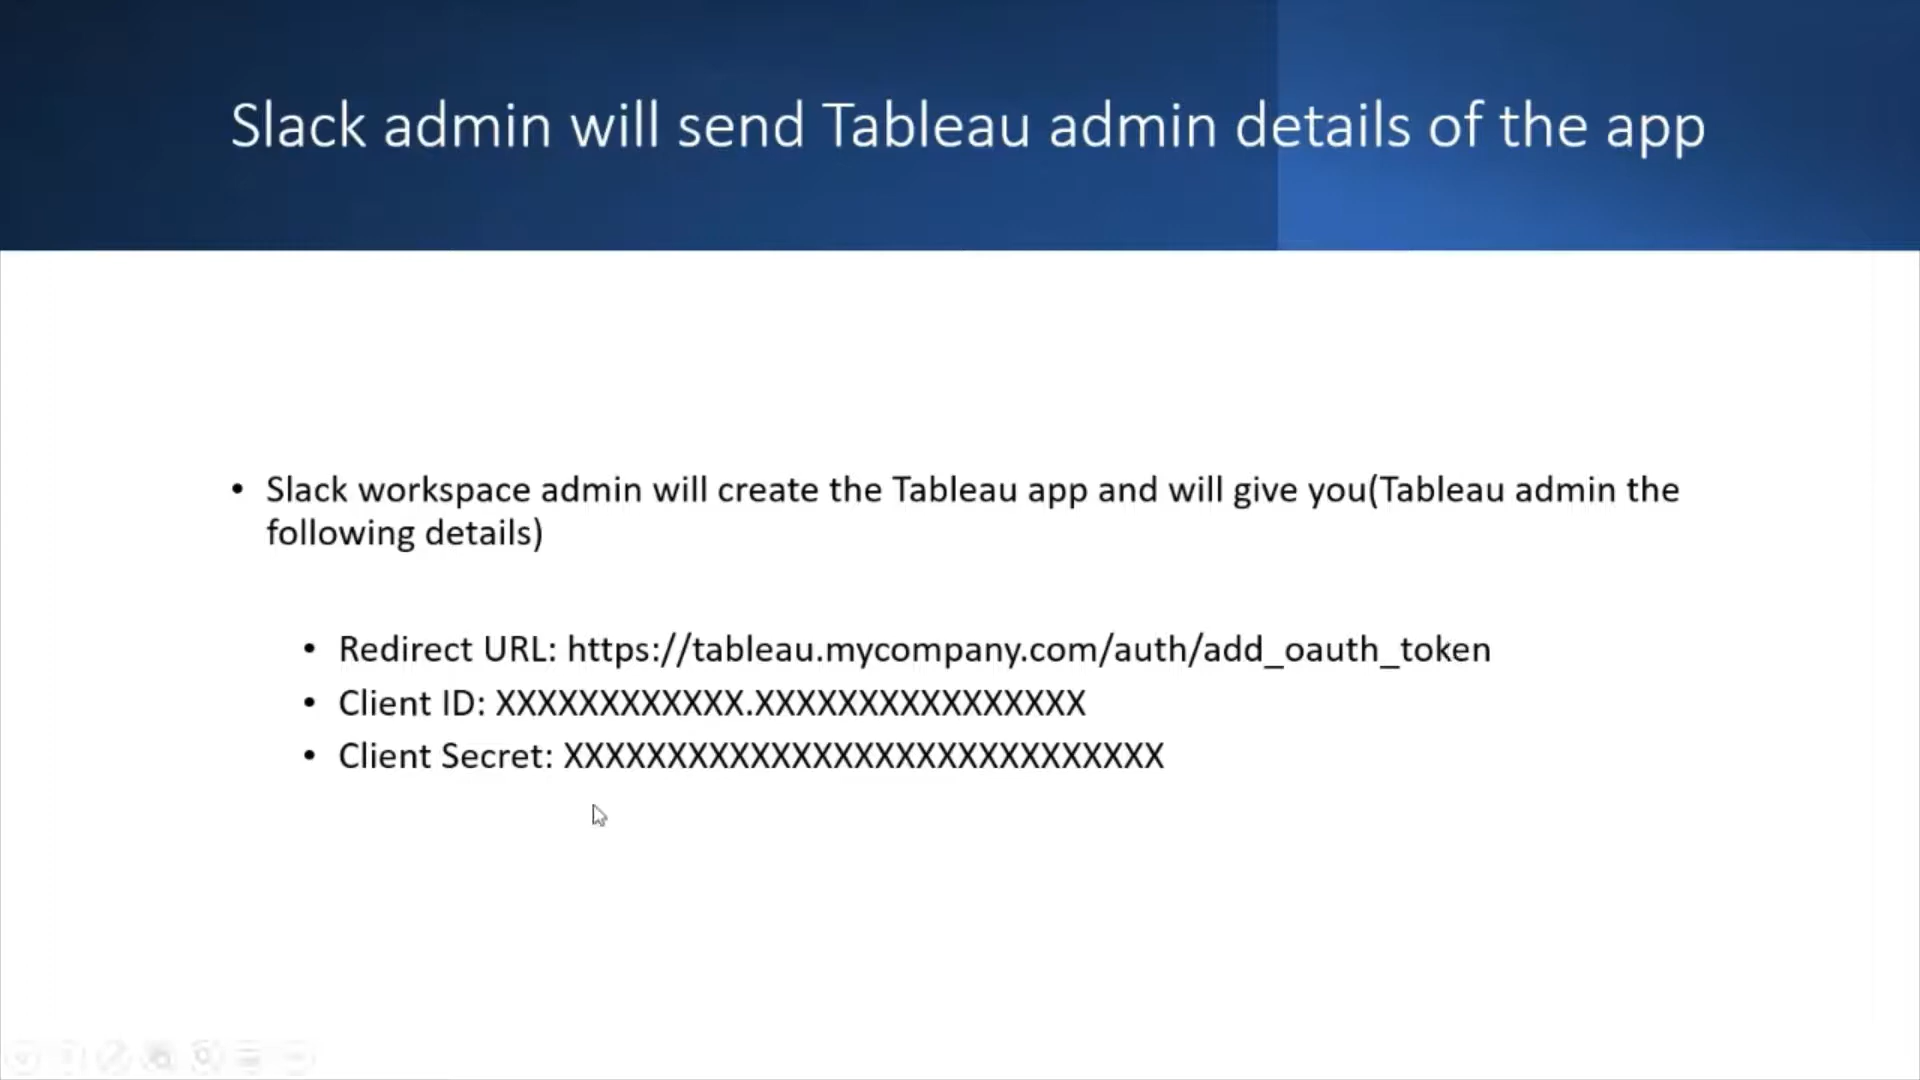 Slack admin will send Tableau admin details of the app
• Slack workspace admin will create the Tableau app and will give you(Tableau admin the
following details)
• Redirect URL: https://tableau.mycompany.com/auth/add_oauth_token
• Client ID: XXXXXXXXXXXX.XXXXXXXXXXXXXXXX
• Client Secret: XXXXXXXXXXXXXXXXXXXXXXXXXXXXX